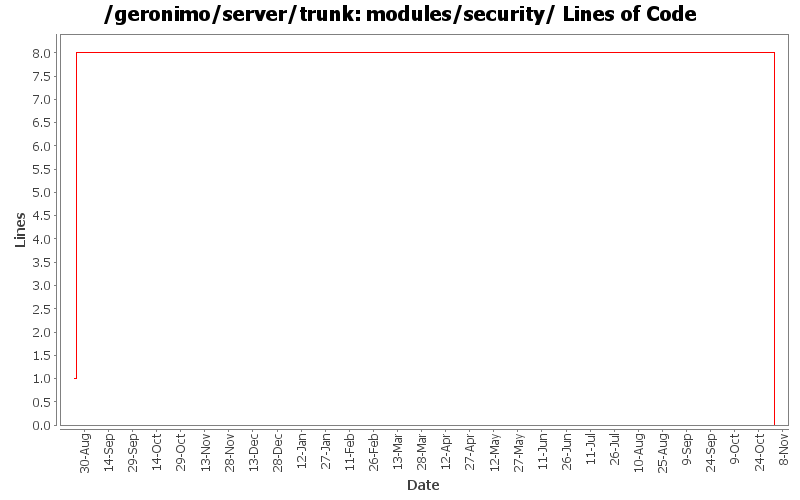 /geronimo/server/trunk: modules/security/ Lines of Code
Lines
8.0
7.5
7.0
6.5
6.0
5.5
5.0
4.5
4.0
3.5
3.0
2.5
2.0
1.5
1.0
0.5
0.0
30-Aug
14-Sep
29-Sep
14-Oct
29-Oct
13-Nov
28-Nov
13-Dec
28-Dec
12-Jan
27-Jan
11-Feb
26-Feb
13-Mar
28-Mar
12-Apr
27-Apr
12-May
27-May
11-Jun
26-Jun
11-Jul
26-Jul
10-Aug
25-Aug
9-Sep
24-Sep
9-Oct
24-Oct
8-Nov
Date